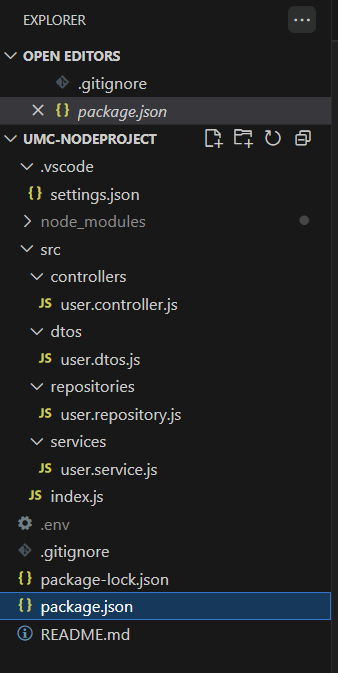 EXPLORER
OPEN EDITORS
.gitignore
{} package.json
UMC-NODEPROJECT
.vscode
{} settings.json
node_modules
src
controllers
JS user.controller.js
dtos
JS user.dtos.js
repositories
JS user.repository.js
services
JS user.service.js
JS index.js
.env
.gitignore
{} package-lock.json
{} package.json
README.md